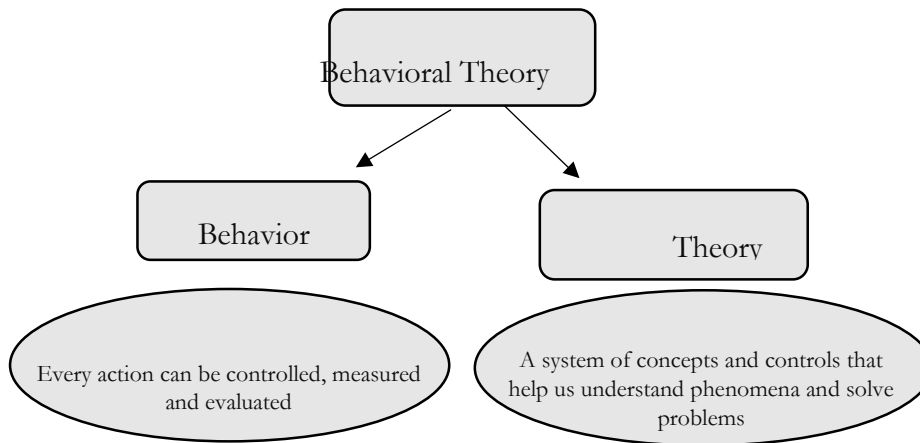 Behavioral Theory
Behavior
Theory
Every action can be controlled, measured
and evaluated
A system of concepts and controls that
help us understand phenomena and solve
problems